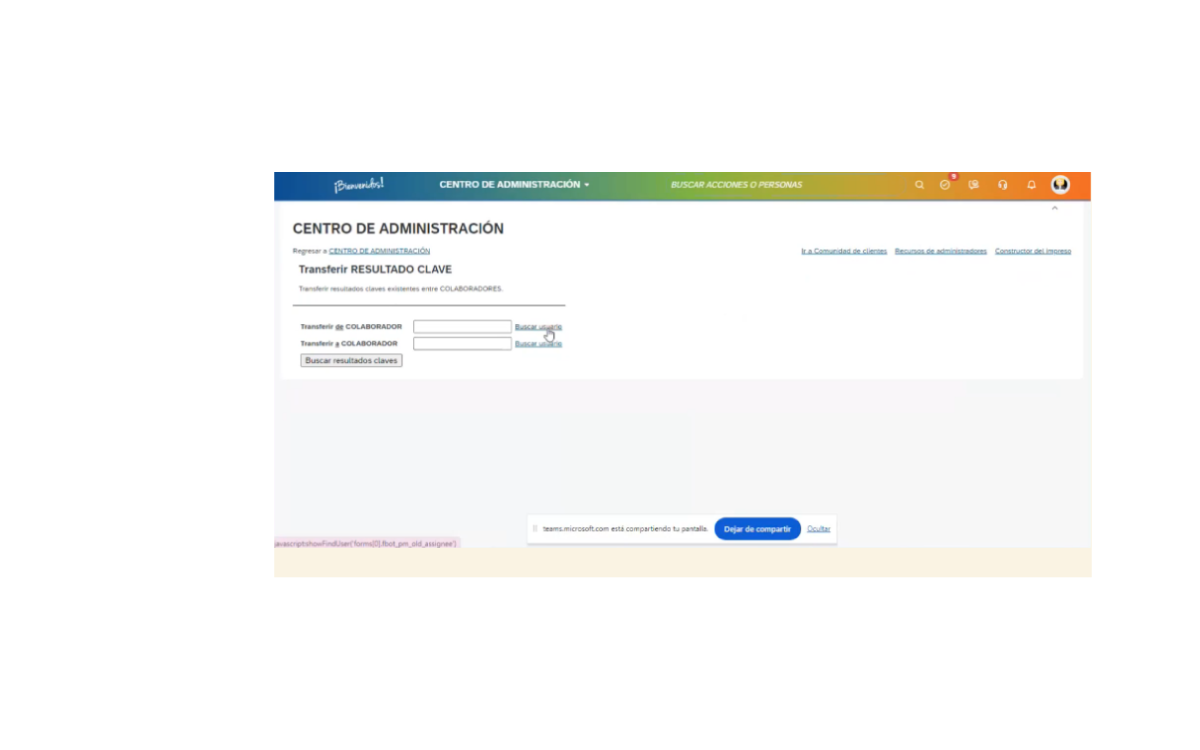 ¡Bienvenidos!
CENTRO DE ADMINISTRACIÓN
BUSCAR ACCIONES O PERSONAS
9
CENTRO DE ADMINISTRACIÓN
Regresar a CENTRO DE ADMINISTRACIÓN
Ir a Comunidad de clientes Recursos de administradores Constructor del impreso
Transferir RESULTADO CLAVE
Transferir resultados claves existentes entre COLABORADORES.
Transferir de COLABORADOR Buscar usuario
Transferir a COLABORADOR Buscar usuario
Buscar resultados claves
teams.microsoft.com está compartiendo tu pantalla. Dejar de compartir Ocultar
javascript:showFindUser('forms[0].fbot_pm_old_assignee')